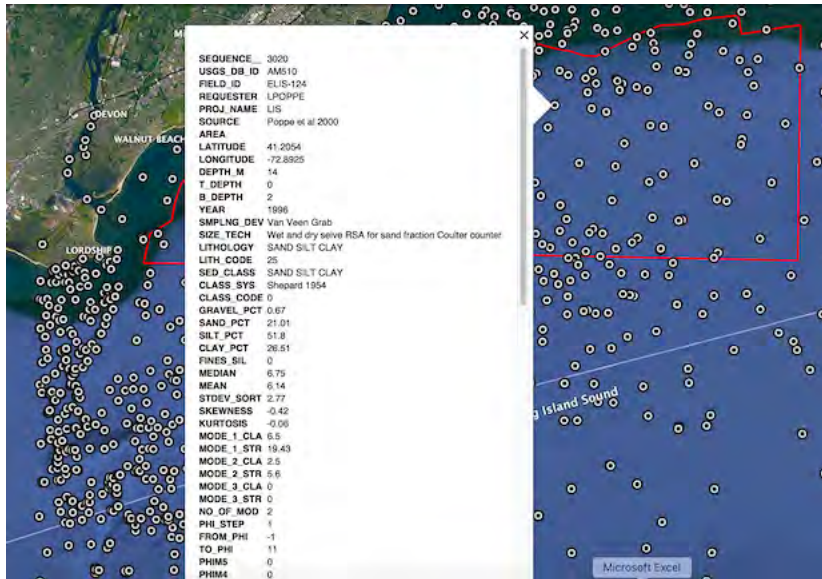 MI
DEVON
WALNUT BEACH
LORDSHIP
×
SEQUENCE__ 3020
USGS_DB_ID AM510
FIELD_ID ELIS-124
REQUESTER LPOPPE
PROJ_NAME LIS
SOURCE Poppe et al 2000
AREA
LATITUDE 41.2054
LONGITUDE -72.8925
DEPTH_M 14
T_DEPTH 0
B_DEPTH 2
YEAR 1996
SMPLNG_DEV Van Veen Grab
SIZE_TECH Wet and dry seive RSA for sand fraction Coulter counter
LITHOLOGY SAND SILT CLAY
LITH_CODE 25
SED_CLASS SAND SILT CLAY
CLASS_SYS Shepard 1954
CLASS_CODE 0
GRAVEL_PCT 0.67
SAND_PCT 21.01
SILT_PCT 51.8
CLAY_PCT 26.51
FINES_SIL 0
MEDIAN 6.75
MEAN 6.14
STDEV_SORT 2.77
SKEWNESS -0.42
KURTOSIS -0.06
MODE_1_CLA 6.5
MODE_1_STR 19.43
MODE_2_CLA 2.5
MODE_2_STR 5.6
MODE_3_CLA 0
MODE_3_STR 0
NO_OF_MOD 2
PHI_STEP 1
FROM_PHI -1
TO_PHI 11
PHIM5 0
PHIM4 0
g Island Sound
Microsoft Excel